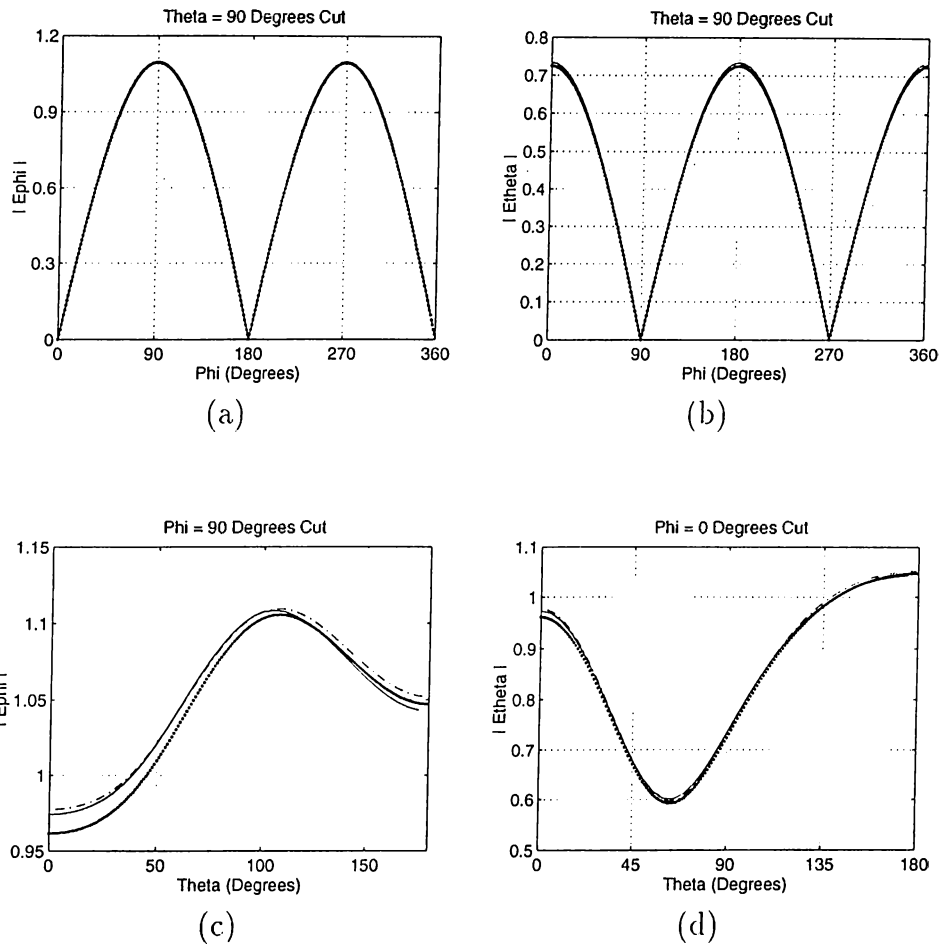 Theta = 90 Degrees Cut
1.2
0.9
0.6
0.3
0
| Ephi |
0
90
180
270
360
Phi (Degrees)
(a)
Theta = 90 Degrees Cut
0.8
0.7
0.6
0.5
0.4
0.3
0.2
0.1
0
| Etheta |
0
90
180
270
360
Phi (Degrees)
(b)
Phi = 90 Degrees Cut
1.15
1.1
1.05
1
0.95
| Ephi |
0
50
100
150
Theta (Degrees)
(c)
Phi = 0 Degrees Cut
1.1
1
0.9
0.8
0.7
0.6
0.5
| Etheta |
0
45
90
135
180
Theta (Degrees)
(d)